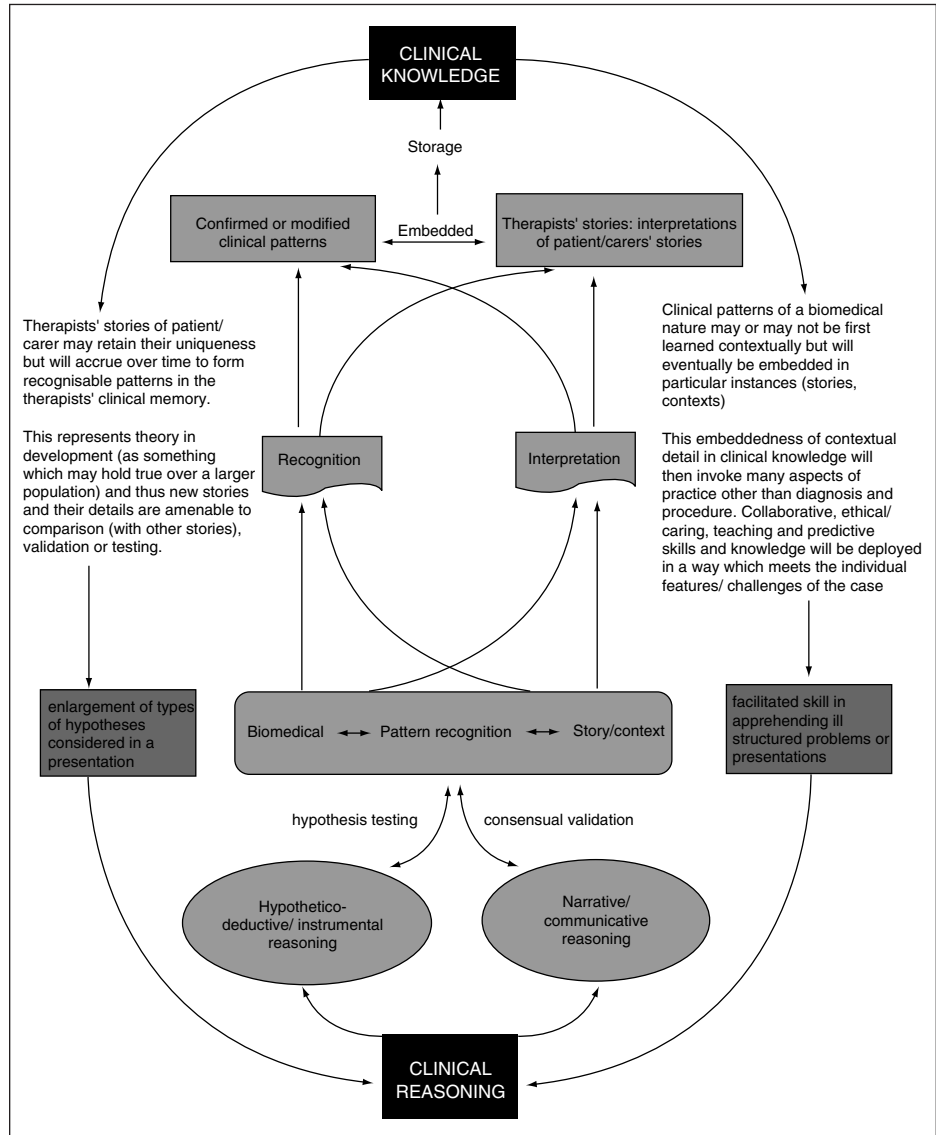 CLINICAL
KNOWLEDGE
Storage
Confirmed or modified
clinical patterns
Embedded
Therapists' stories: interpretations
of patient/carers' stories
Therapists' stories of patient/
carer may retain their uniqueness
but will accrue over time to form
recognisable patterns in the
therapists' clinical memory.
This represents theory in
development (as something
which may hold true over a larger
population) and thus new stories
and their details are amenable to
comparison (with other stories),
validation or testing.
Clinical patterns of a biomedical
nature may or may not be first
learned contextually but will
eventually be embedded in
particular instances (stories,
contexts)
This embeddedness of contextual
detail in clinical knowledge will
then invoke many aspects of
practice other than diagnosis and
procedure. Collaborative, ethical/
caring, teaching and predictive
skills and knowledge will be deployed
in a way which meets the individual
features/ challenges of the case
Recognition
Interpretation
enlargement of types
of hypotheses
considered in a
presentation
Biomedical
Pattern recognition
Story/context
facilitated skill in
apprehending ill
structured problems or
presentations
hypothesis testing
consensual validation
Hypothetico-
deductive/ instrumental
reasoning
Narrative/
communicative
reasoning
CLINICAL
REASONING